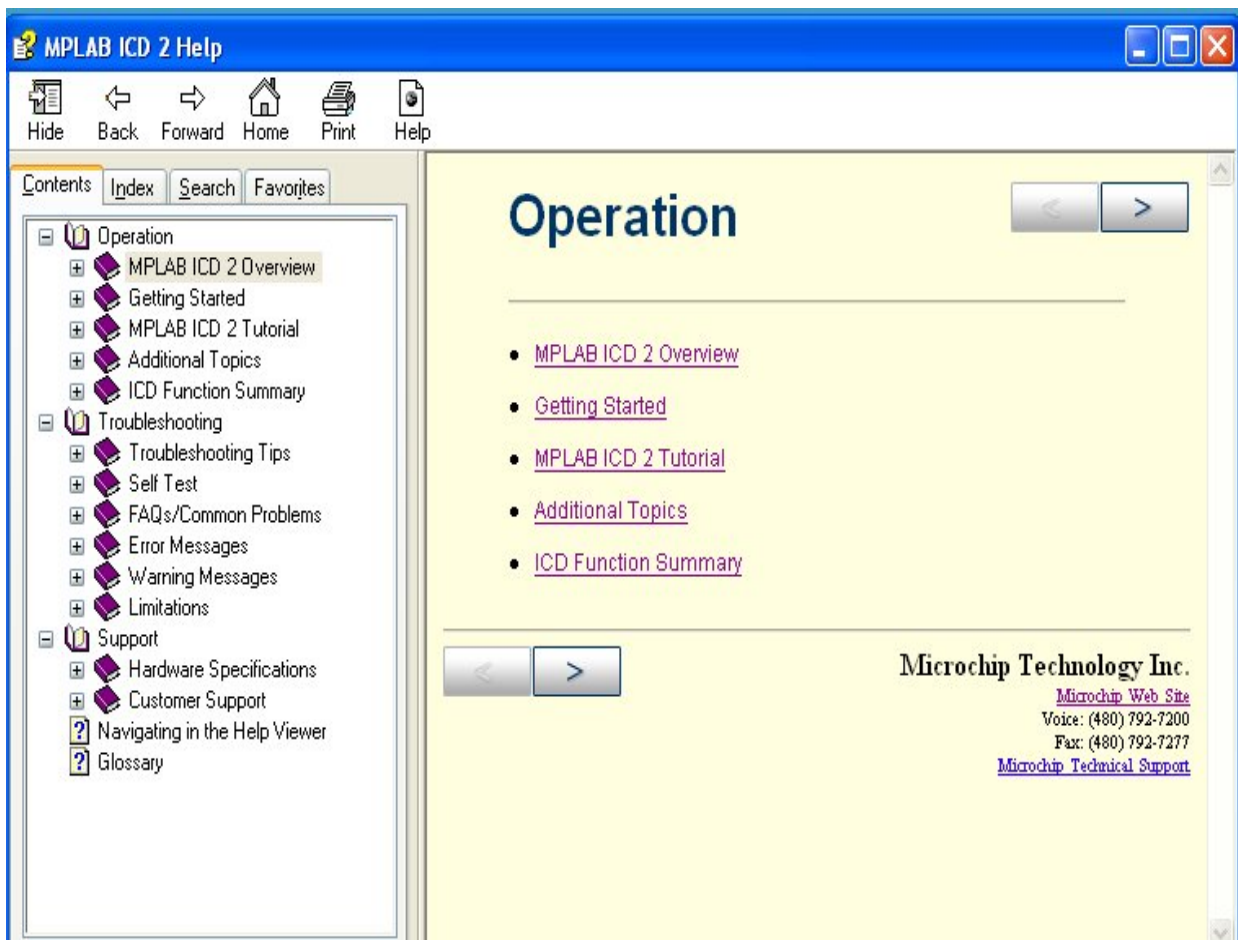 MPLAB ICD 2 Help
Hide Back Forward Home Print Help
Contents Index Search Favorites
Operation
MPLAB ICD 2 Overview
Getting Started
MPLAB ICD 2 Tutorial
Additional Topics
ICD Function Summary
Troubleshooting
Troubleshooting Tips
Self Test
FAQs/Common Problems
Error Messages
Warning Messages
Limitations
Support
Hardware Specifications
Customer Support
Navigating in the Help Viewer
Glossary
Operation
< >
• MPLAB ICD 2 Overview
• Getting Started
• MPLAB ICD 2 Tutorial
• Additional Topics
• ICD Function Summary
< >
Microchip Technology Inc.
Microchip Web Site
Voice: (480) 792-7200
Fax: (480) 792-7277
Microchip Technical Support